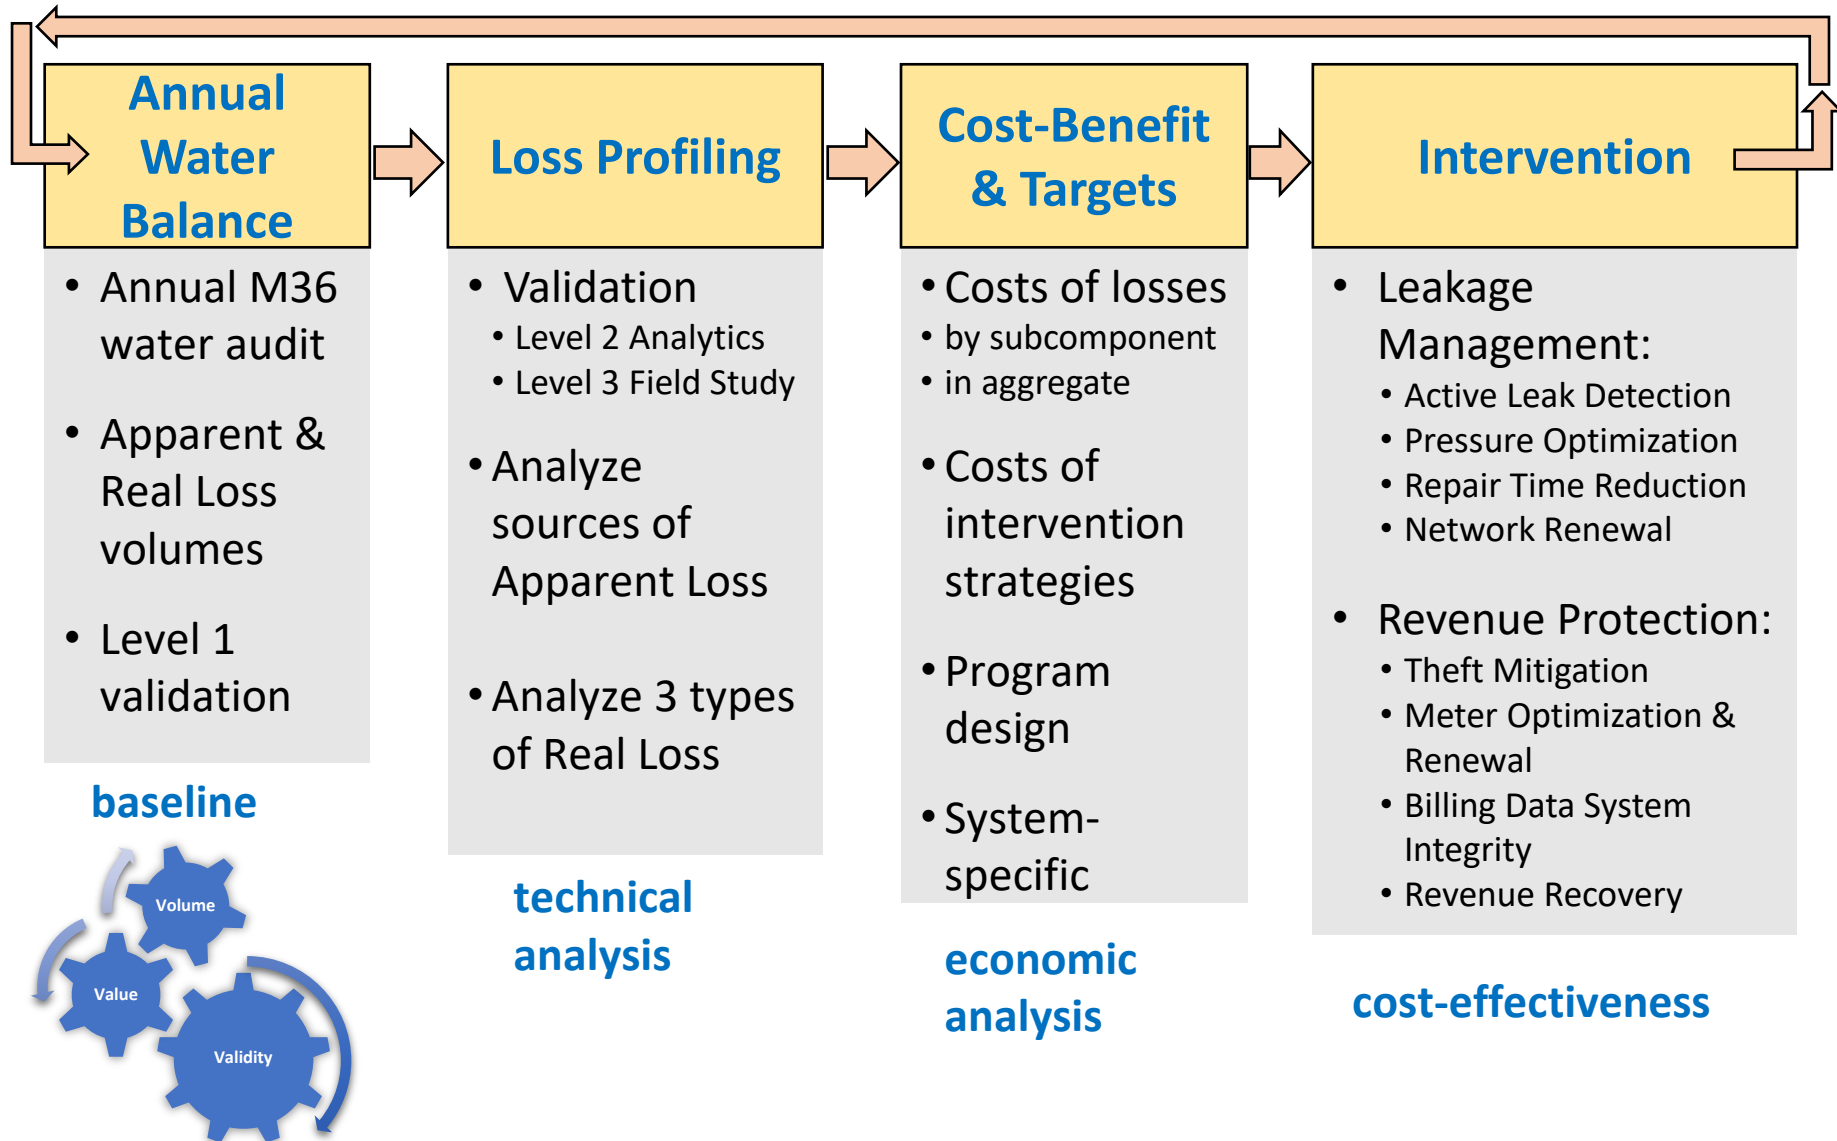 Annual
Water
Balance
• Annual M36
water audit
• Apparent &
Real Loss
volumes
• Level 1
validation
baseline
Volume
Value
Validity
Loss Profiling
• Validation
• Level 2 Analytics
• Level 3 Field Study
• Analyze
sources of
Apparent Loss
• Analyze 3 types
of Real Loss
technical
analysis
Cost-Benefit
& Targets
• Costs of losses
• by subcomponent
• in aggregate
• Costs of
intervention
strategies
• Program
design
• System-
specific
economic
analysis
Intervention
• Leakage
Management:
• Active Leak Detection
• Pressure Optimization
• Repair Time Reduction
• Network Renewal
• Revenue Protection:
• Theft Mitigation
• Meter Optimization &
Renewal
• Billing Data System
Integrity
• Revenue Recovery
cost-effectiveness